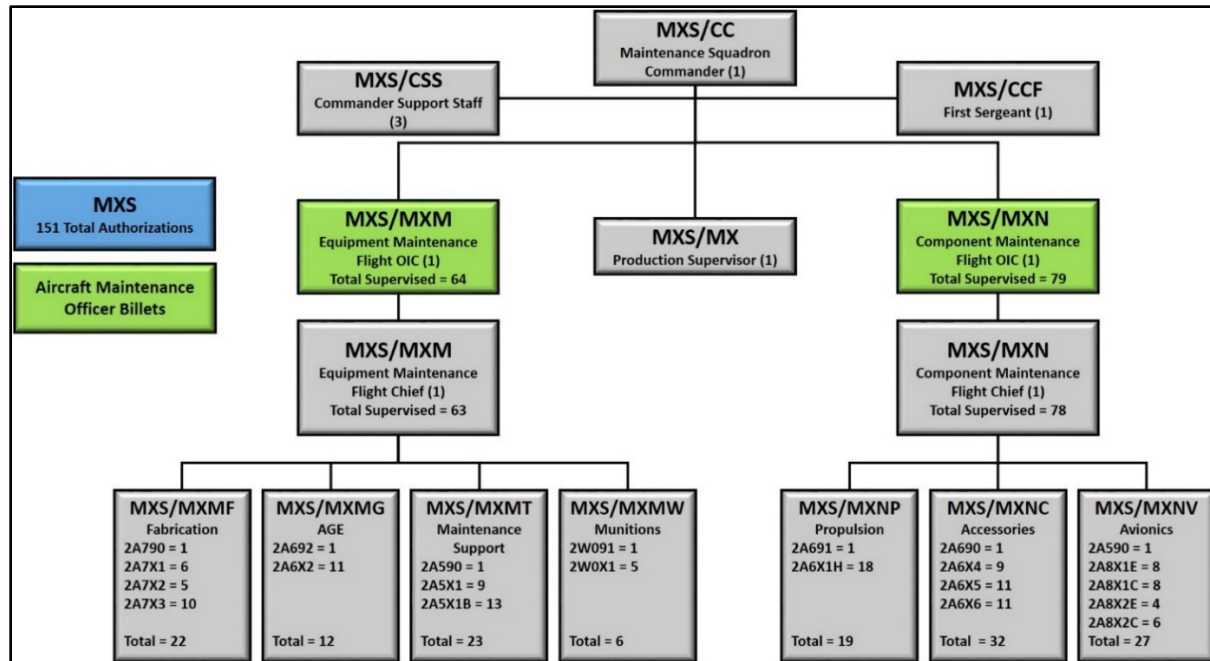 MXS/CC
Maintenance Squadron
Commander (1)
MXS/CSS
Commander Support Staff
(3)
MXS/CCF
First Sergeant (1)
MXS
151 Total Authorizations
Aircraft Maintenance
Officer Billets
MXS/MXM
Equipment Maintenance
Flight OIC (1)
Total Supervised = 64
MXS/MX
Production Supervisor (1)
MXS/MXN
Component Maintenance
Flight OIC (1)
Total Supervised = 79
MXS/MXM
Equipment Maintenance
Flight Chief (1)
Total Supervised = 63
MXS/MXN
Component Maintenance
Flight Chief (1)
Total Supervised = 78
MXS/MXMF
Fabrication
2A790 = 1
2A7X1 = 6
2A7X2 = 5
2A7X3 = 10
Total = 22
MXS/MXMG
AGE
2A692 = 1
2A6X2 = 11
Total = 12
MXS/MXMT
Maintenance
Support
2A590 = 1
2A5X1 = 9
2A5X1B = 13
Total = 23
MXS/MXMW
Munitions
2W091 = 1
2W0X1 = 5
Total = 6
MXS/MXNP
Propulsion
2A691 = 1
2A6X1H = 18
Total = 19
MXS/MXNC
Accessories
2A690 = 1
2A6X4 = 9
2A6X5 = 11
2A6X6 = 11
Total = 32
MXS/MXNV
Avionics
2A590 = 1
2A8X1E = 8
2A8X1C = 8
2A8X2E = 4
2A8X2C = 6
Total = 27